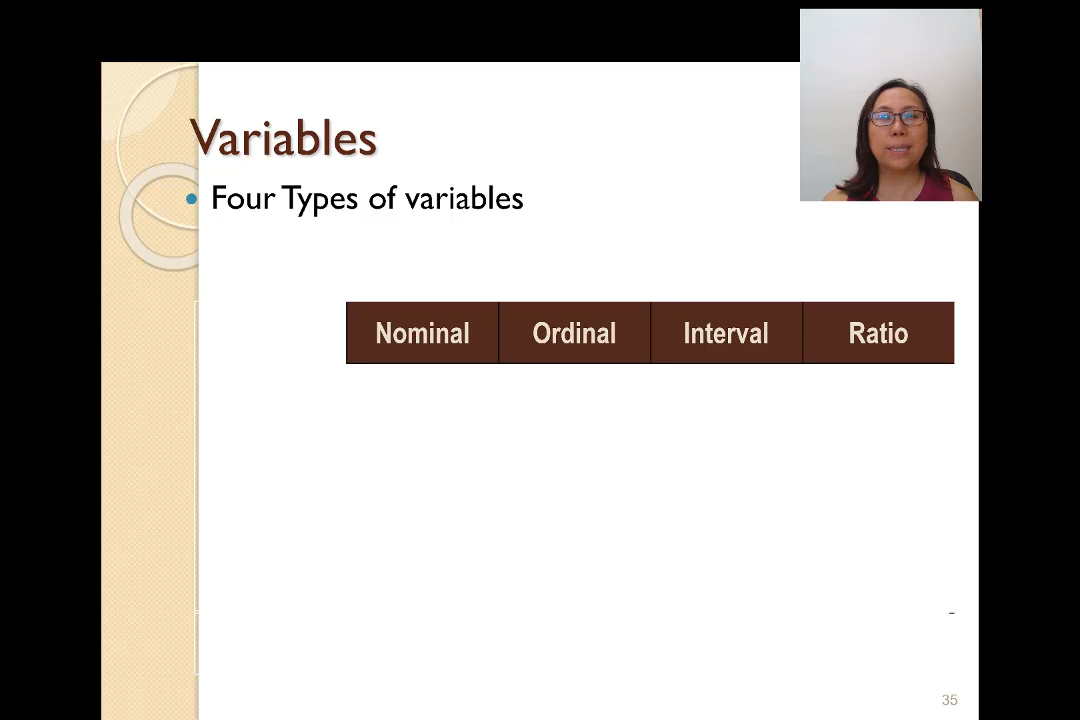 Variables
Four Types of variables
Nominal Ordinal Interval Ratio
-
35